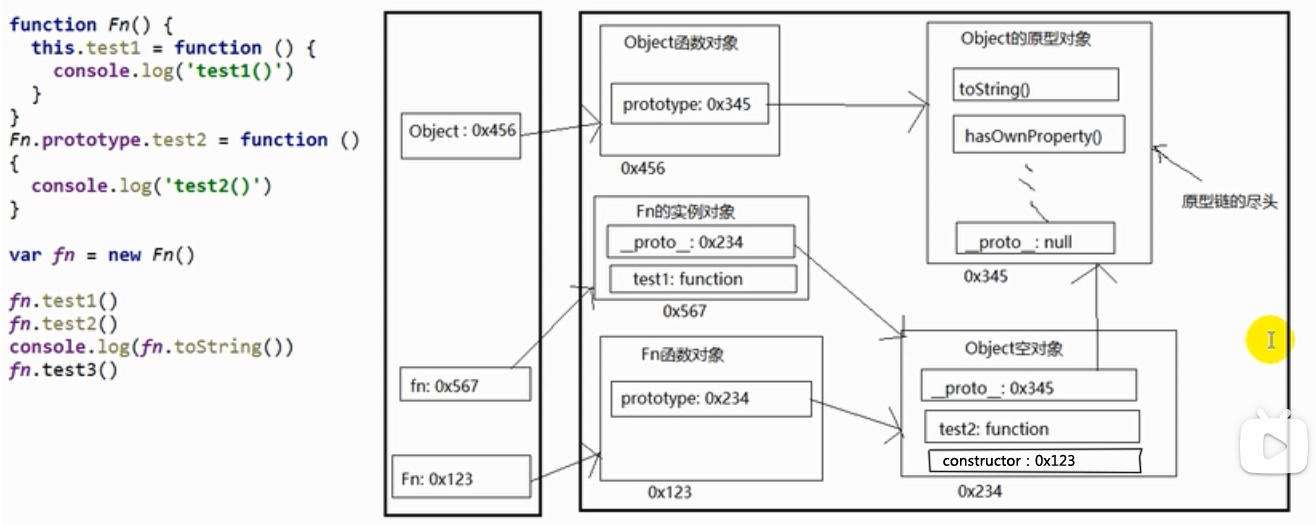 function Fn() {
this.test1 = function () {
console.log('test1()')
}
}
Fn.prototype.test2 = function ()
{
console.log('test2()')
}
var fn = new Fn()
fn.test1()
fn.test2()
console.log(fn.toString())
fn.test3()
Object : 0x456
fn: 0x567
Fn: 0x123
Object函数对象
prototype: 0x345
0x456
Fn的实例对象
__proto__: 0x234
test1: function
0x567
Fn函数对象
prototype: 0x234
0x123
Object的原型对象
toString()
hasOwnProperty()
__proto__: null
0x345
原型链的尽头
Object空对象
__proto__: 0x345
test2: function
constructor : 0x123
0x234